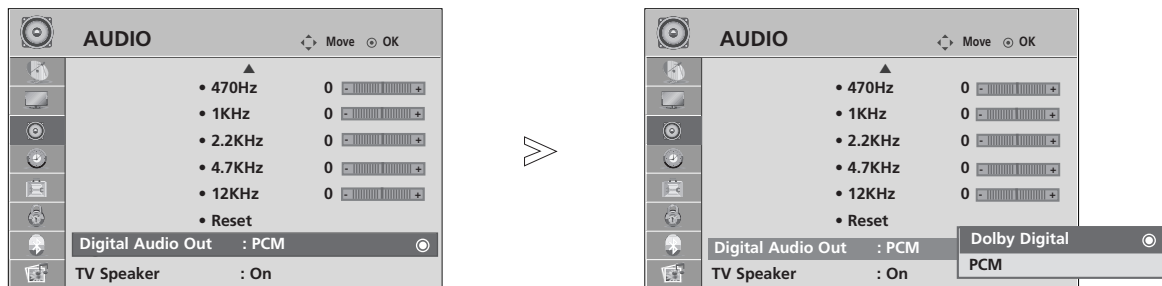 AUDIO Move OK
• 470Hz 0 - +
• 1KHz 0 - +
• 2.2KHz 0 - +
• 4.7KHz 0 - +
• 12KHz 0 - +
• Reset
Digital Audio Out : PCM
TV Speaker : On
AUDIO Move OK
• 470Hz 0 - +
• 1KHz 0 - +
• 2.2KHz 0 - +
• 4.7KHz 0 - +
• 12KHz 0 - +
• Reset
Digital Audio Out : PCM
TV Speaker : On
Dolby Digital
PCM